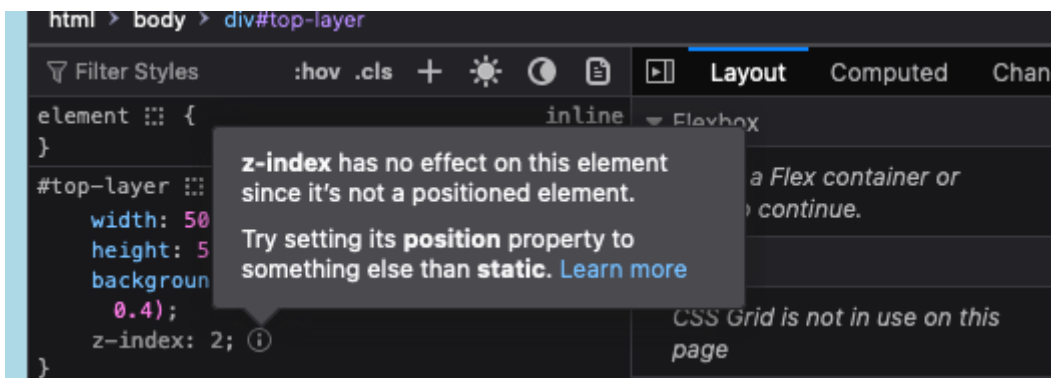 html > body > div#top-layer
Filter Styles :hov .cls + Layout Computed Chan
element { inline
}
Flexbox
z-index has no effect on this element
since it's not a positioned element.
Try setting its position property to
something else than static. Learn more
#top-layer
width: 50
height: 5
backgroun
0.4);
z-index: 2;
}
a Flex container or
continue.
CSS Grid is not in use on this
page